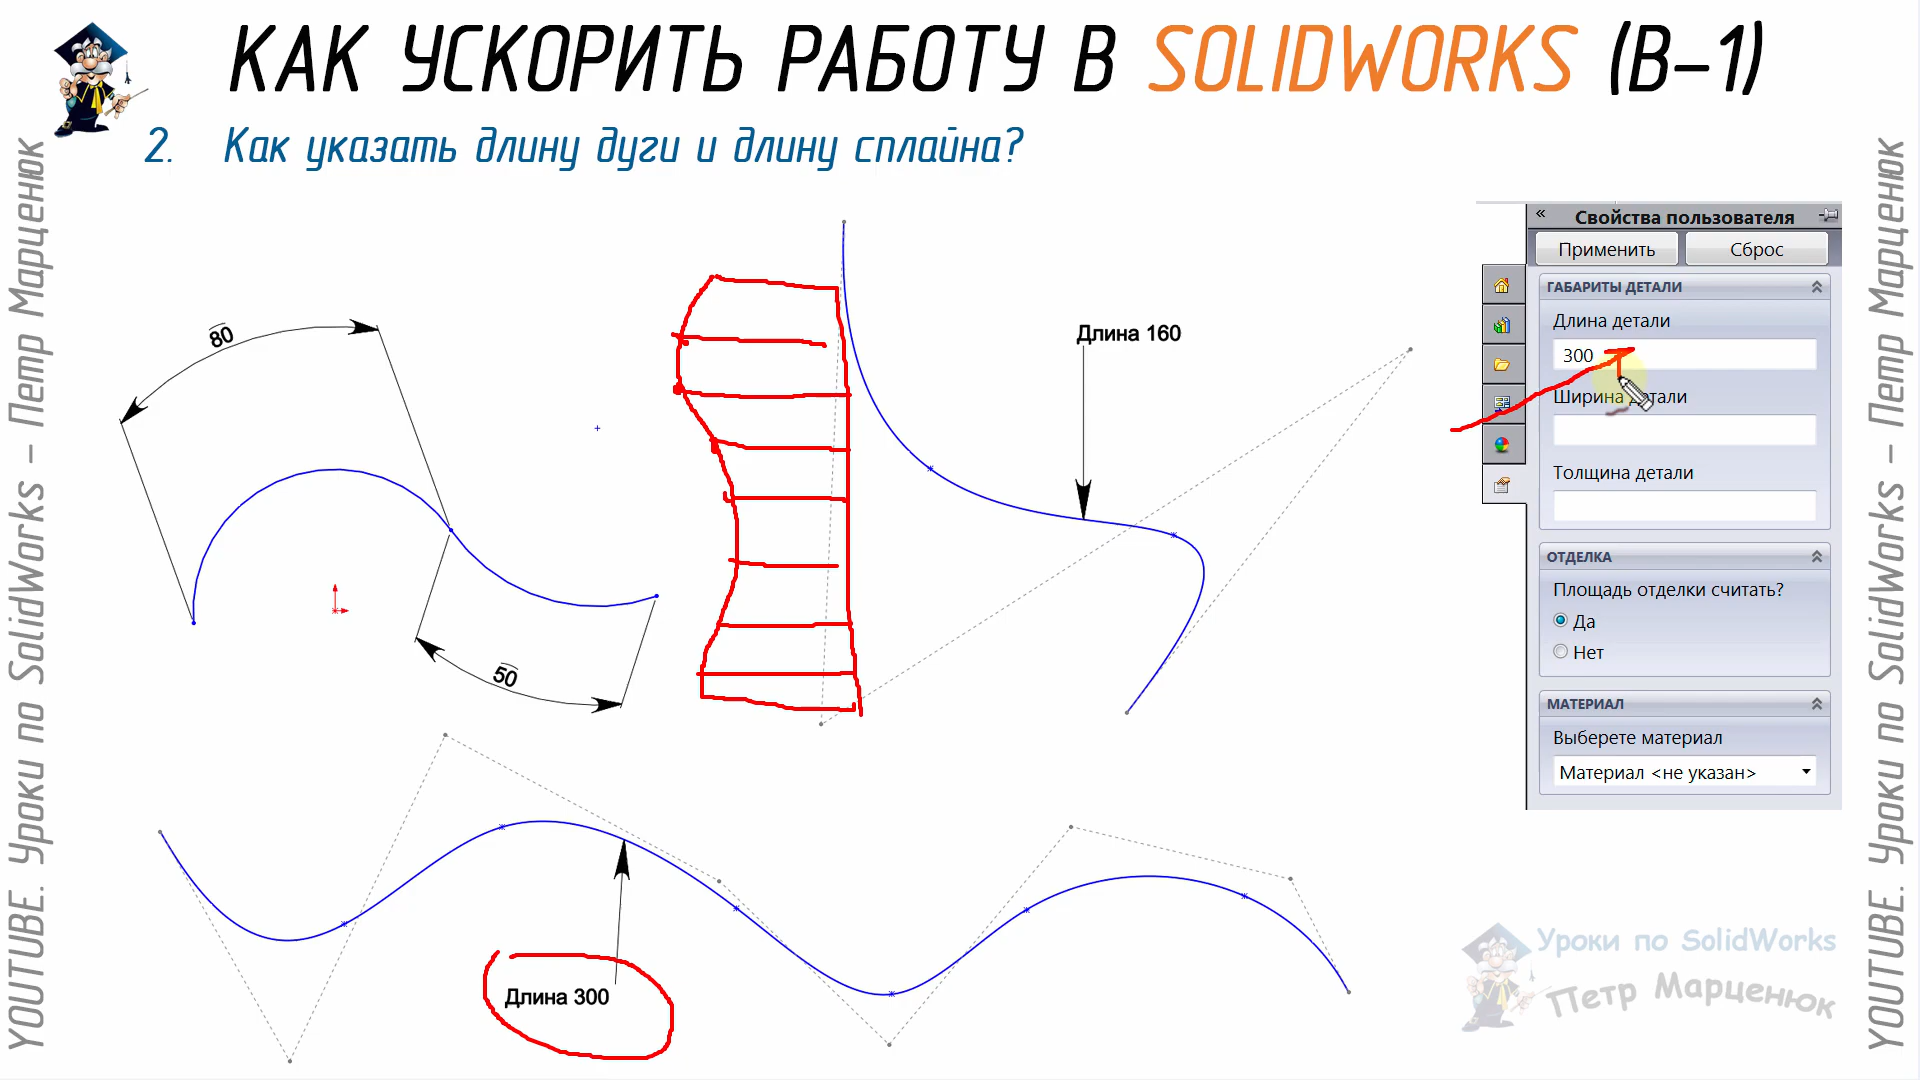 КАК УСКОРИТЬ РАБОТУ В SOLIDWORKS (В-1)
2. Как указать длину дуги и длину сплайна?
YOUTUBE. Уроки по SolidWorks - Петр Марценюк
80
50
Длина 160
Длина 300
Свойства пользователя
Применить Сброс
ГАБАРИТЫ ДЕТАЛИ
Длина детали
300
Ширина детали
Толщина детали
ОТДЕЛКА
Площадь отделки считать?
Да
Нет
МАТЕРИАЛ
Выберете материал
Материал <не указан>
Уроки по SolidWorks
Петр Марценюк
YOUTUBE. Уроки по SolidWorks - Петр Марценюк